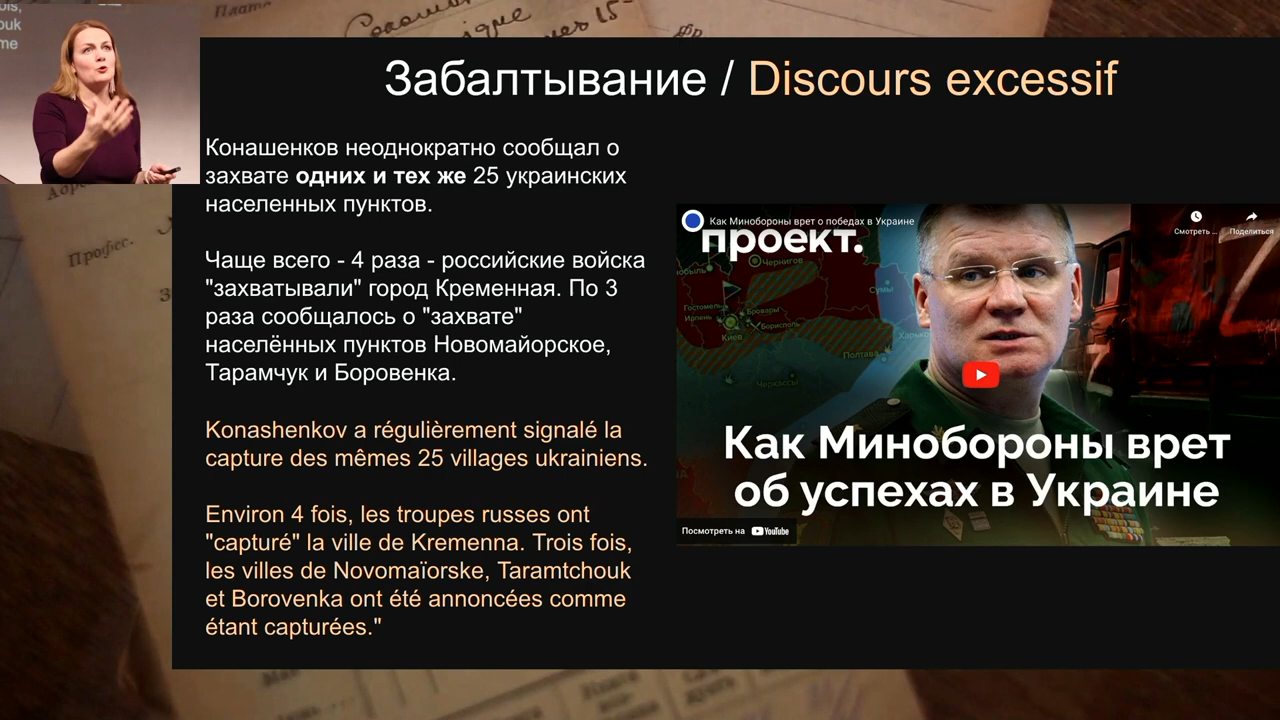 ois,
ouk
me
Плато
Забалтывание / Discours excessif
Конашенков неоднократно сообщал о
захвате одних и тех же 25 украинских
населенных пунктов.
Чаще всего - 4 раза - российские войска
"захватывали" город Кременная. По 3
раза сообщалось о "захвате"
населённых пунктов Новомайорское,
Тарамчук и Боровенка.
Konashenkov a régulièrement signalé la
capture des mêmes 25 villages ukrainiens.
Environ 4 fois, les troupes russes ont
"capturé" la ville de Kremenna. Trois fois,
les villes de Novomaïorske, Taramtchouk
et Borovenka ont été annoncées comme
étant capturées."
Как Минобороны врет о победах в Украине
Смотреть ...
Поделиться
проект.
Чернигов
Сумы
Гостомель
Ирпень
Бровары
Киев
Борисполь
Полтава
Черкассы
Как Минобороны врет
об успехах в Украине
Посмотреть на YouTube
Професс.